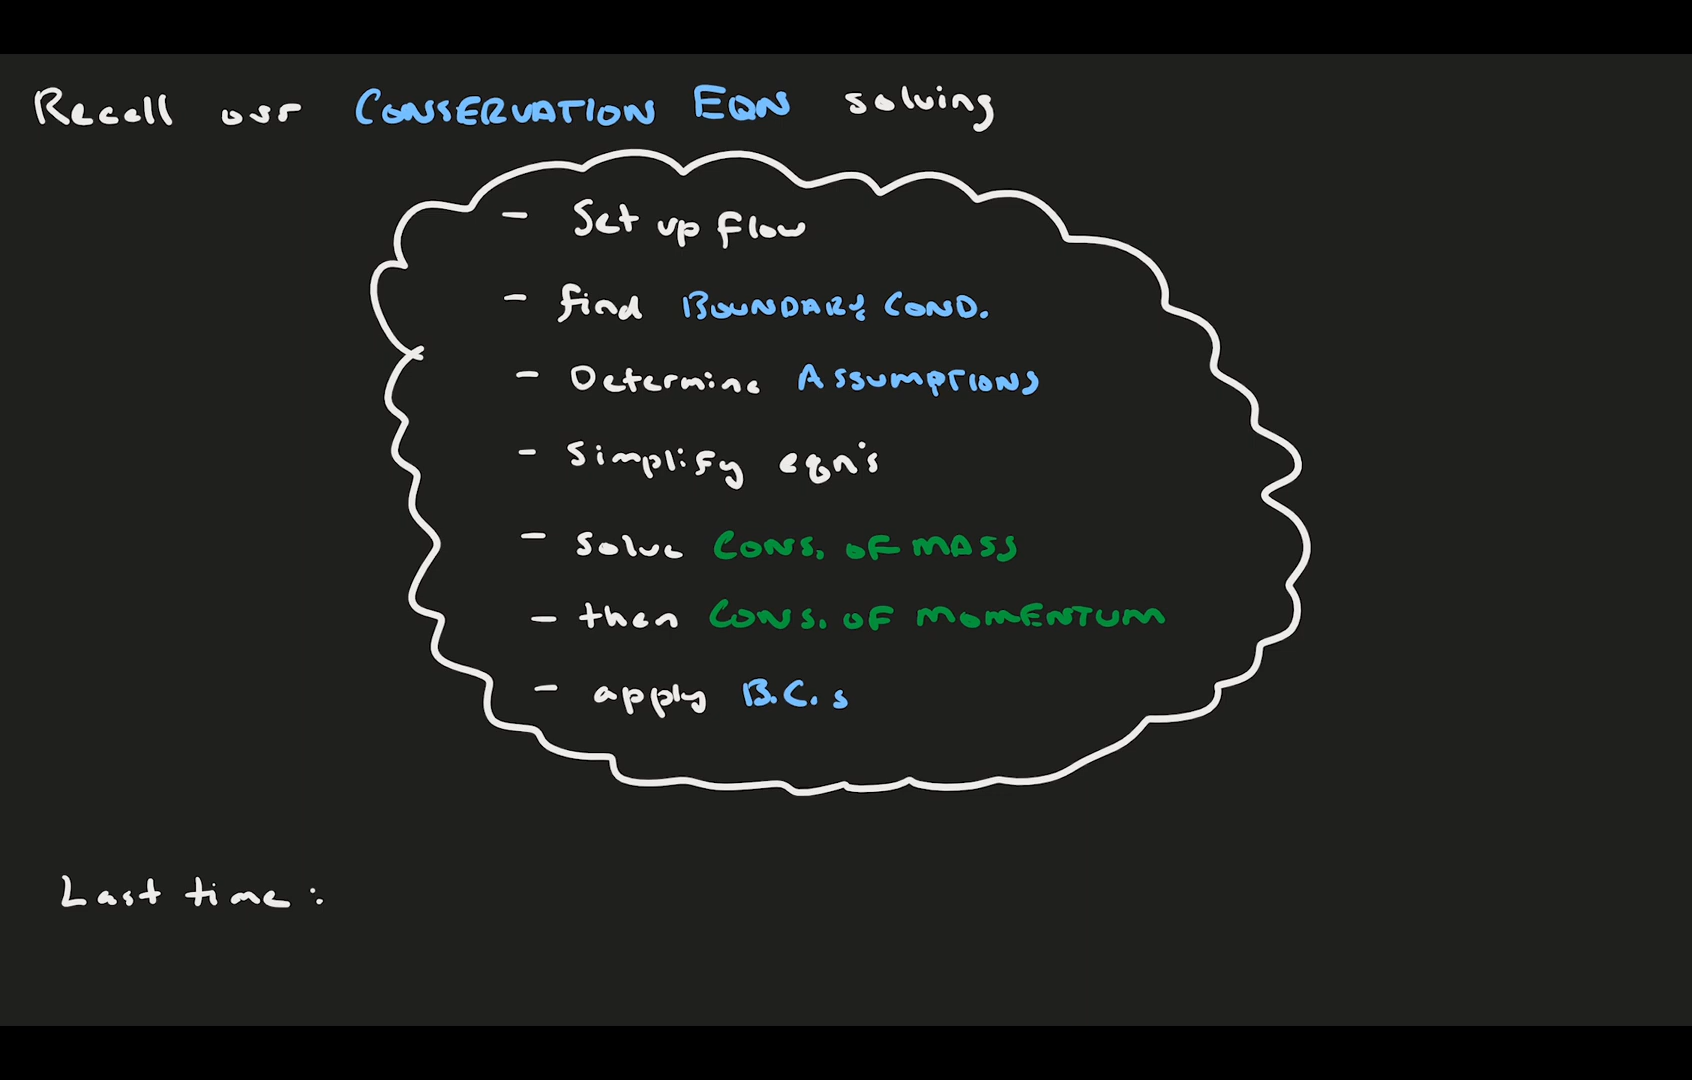 Recall our CONSERVATION EQN solving
- Set up flow
- find BOUNDARY COND.
- Determine ASSUMPTIONS
- Simplify eqn's
- solve CONS. OF MASS
- then CONS. OF MOMENTUM
- apply B.C.s
Last time: